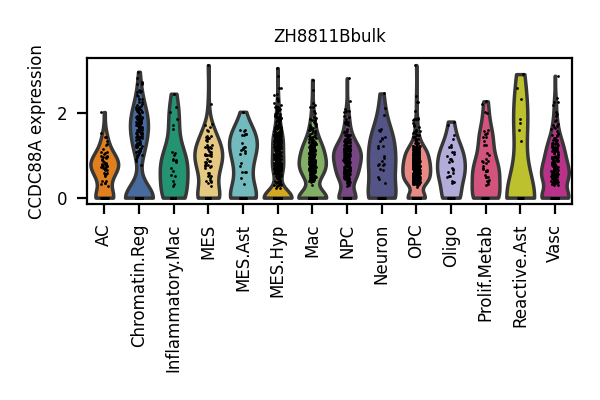 ZH8811Bbulk
CCDC88A expression
2
0
AC
Chromatin.Reg
Inflammatory.Mac
MES
MES.Ast
MES.Hyp
Mac
NPC
Neuron
OPC
Oligo
Prolif.Metab
Reactive.Ast
Vasc